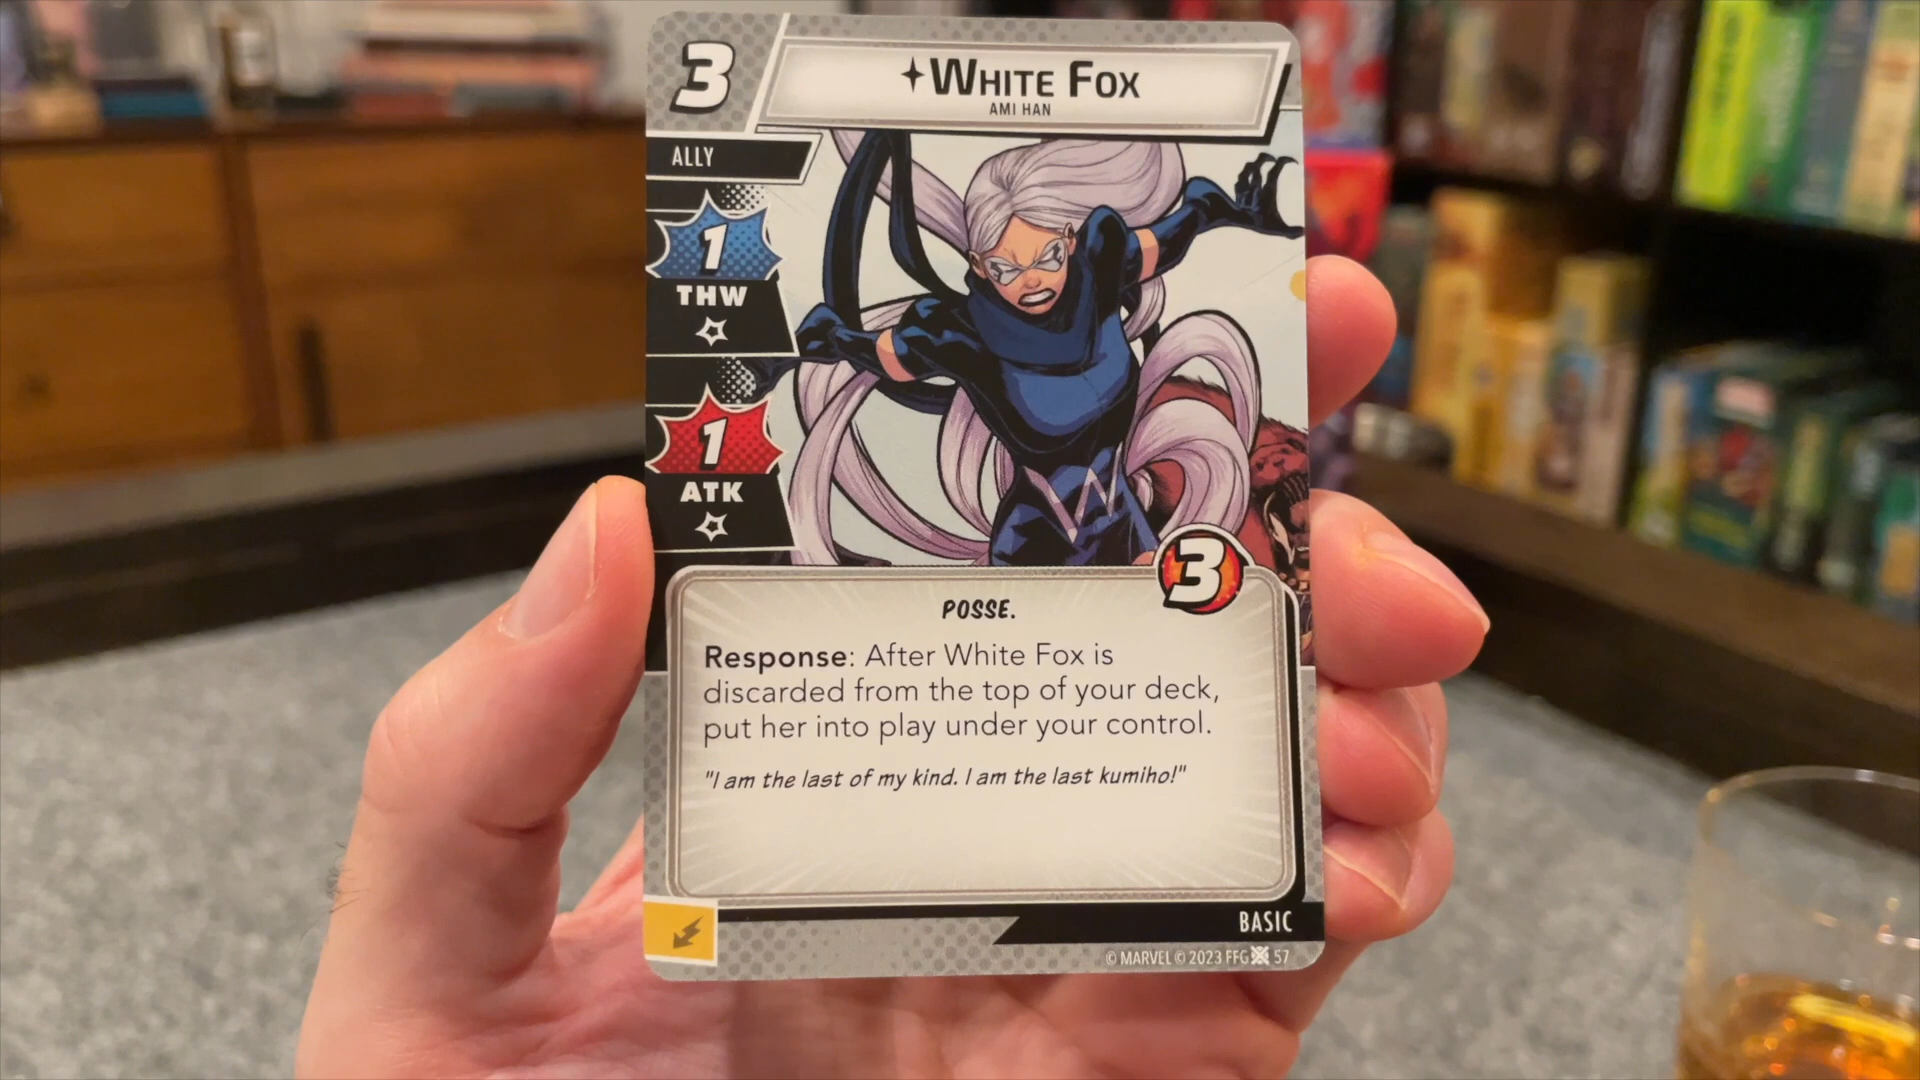 3
WHITE FOX
AMI HAN
ALLY
1
THW
1
ATK
3
POSSE.
Response: After White Fox is
discarded from the top of your deck,
put her into play under your control.
"I am the last of my kind. I am the last kumiho!"
BASIC
© MARVEL © 2023 FFG 57